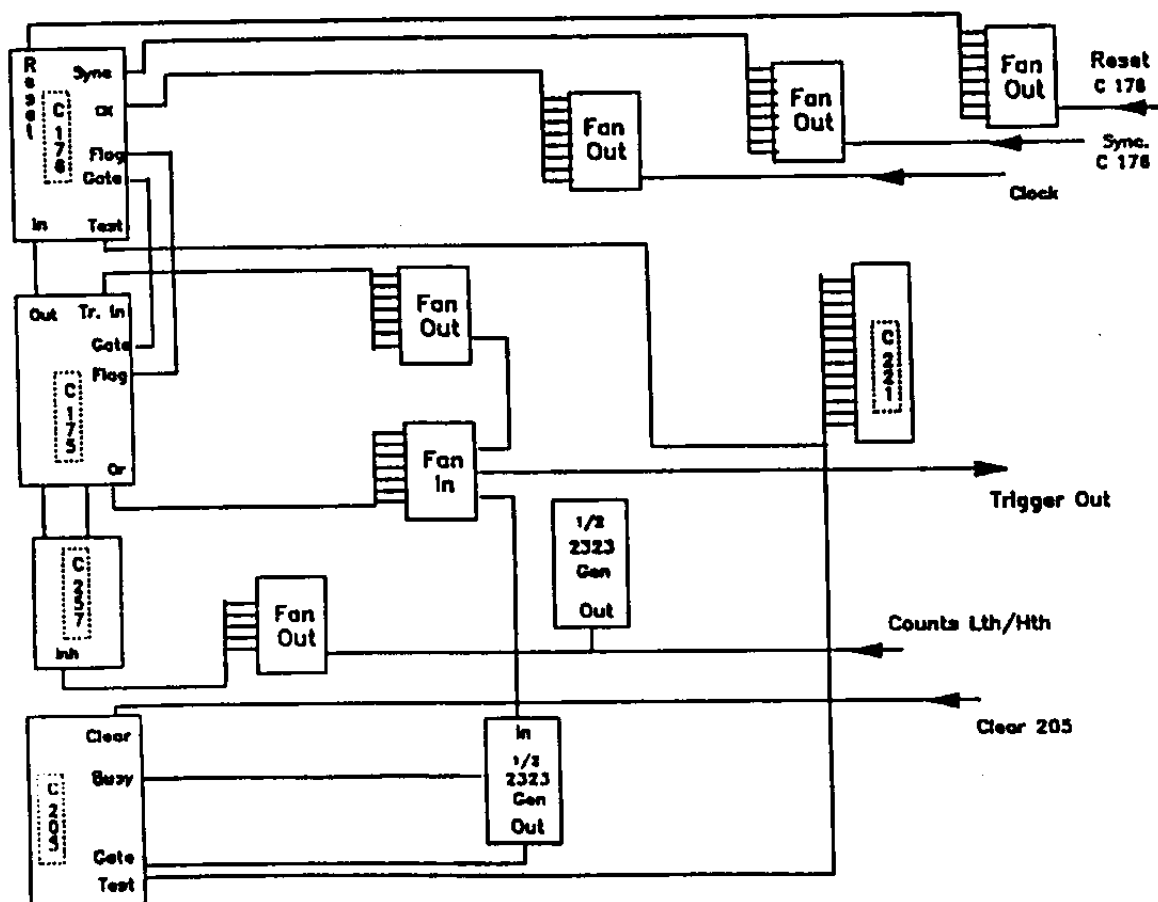 Reset
Sync
CK
C 176
Flag
Gate
In
Test
Fan
Out
Reset
C 176
Fan
Out
Sync.
C 176
Fan
Out
Clock
Out
Tr. In
Gate
Flag
C 175
Or
Fan
Out
Fan
In
Trigger Out
C 221
C 257
Inh
Fan
Out
1/2
2323
Gen
Out
Counts Lth/Hth
Clear 205
Clear
Busy
C 205
Gate
Test
In
1/2
2323
Gen
Out